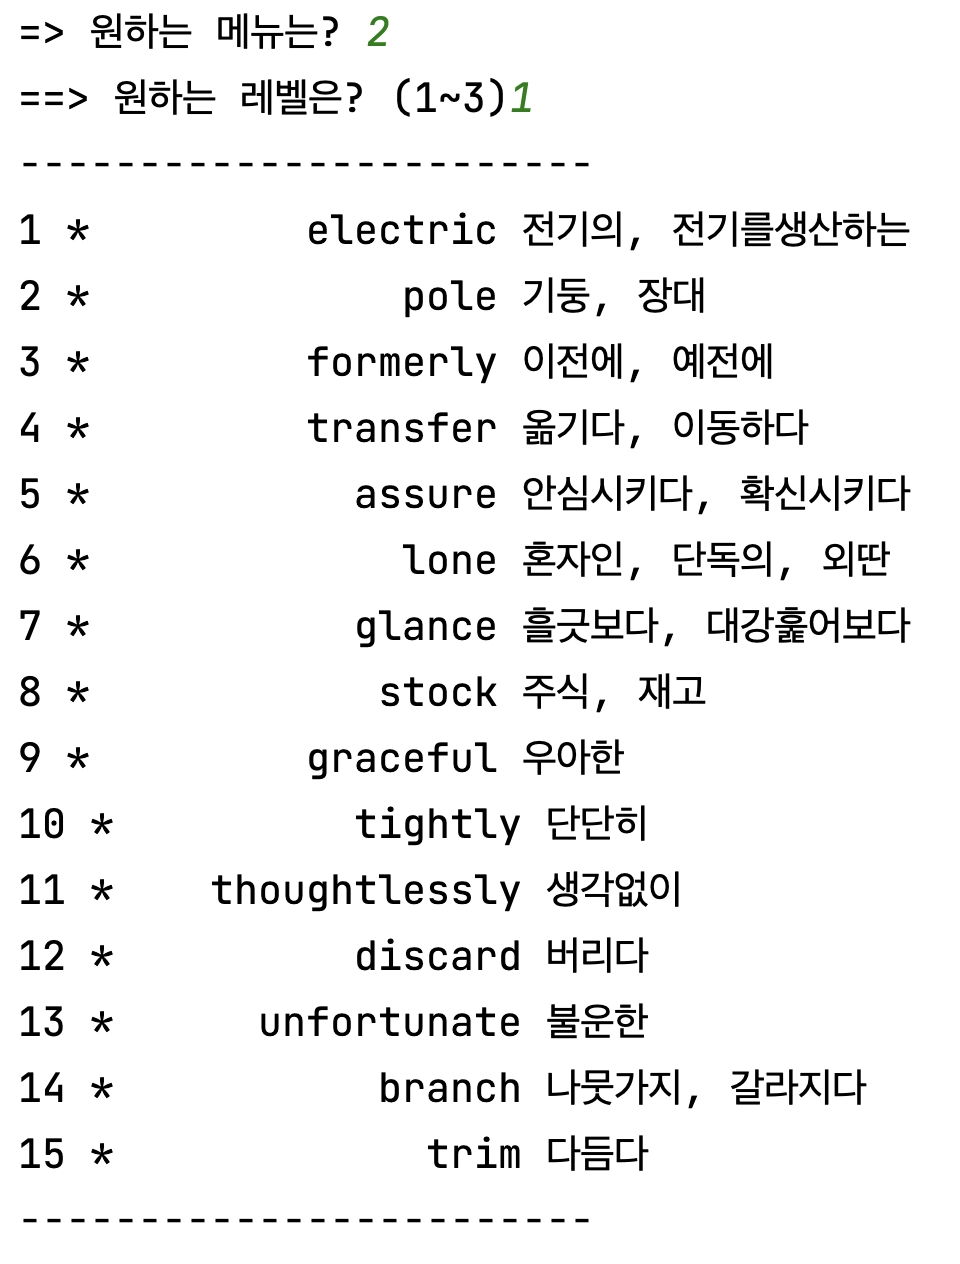 => 원하는 메뉴는? 2
==> 원하는 레벨은? (1~3)1
------------------------
1 * electric 전기의, 전기를생산하는
2 * pole 기둥, 장대
3 * formerly 이전에, 예전에
4 * transfer 옮기다, 이동하다
5 * assure 안심시키다, 확신시키다
6 * lone 혼자인, 단독의, 외딴
7 * glance 흘긋보다, 대강훑어보다
8 * stock 주식, 재고
9 * graceful 우아한
10 * tightly 단단히
11 * thoughtlessly 생각없이
12 * discard 버리다
13 * unfortunate 불운한
14 * branch 나뭇가지, 갈라지다
15 * trim 다듬다
------------------------